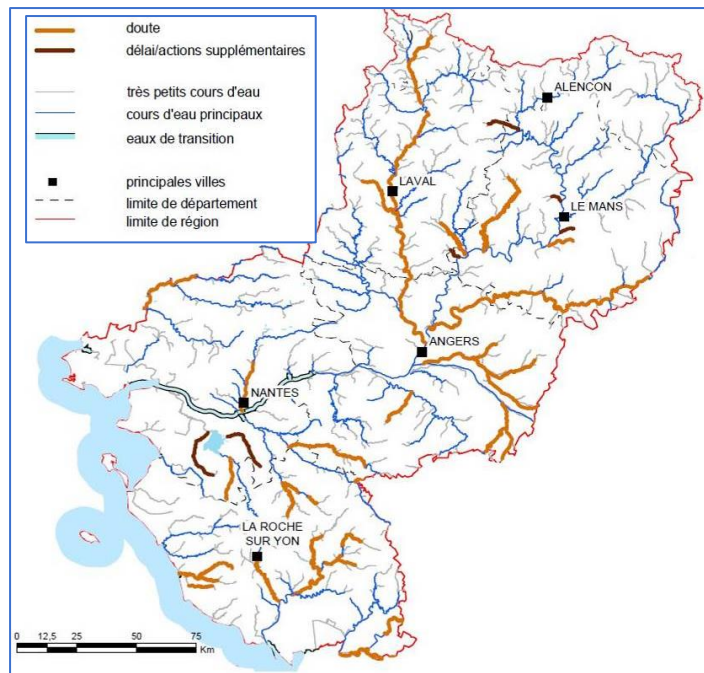 doute
délai/actions supplémentaires
très petits cours d'eau
cours d'eau principaux
eaux de transition
principales villes
limite de département
limite de région
ALENCON
LAVAL
LE MANS
ANGERS
NANTES
LA ROCHE
SUR YON
0 12,5 25 50 75
Km